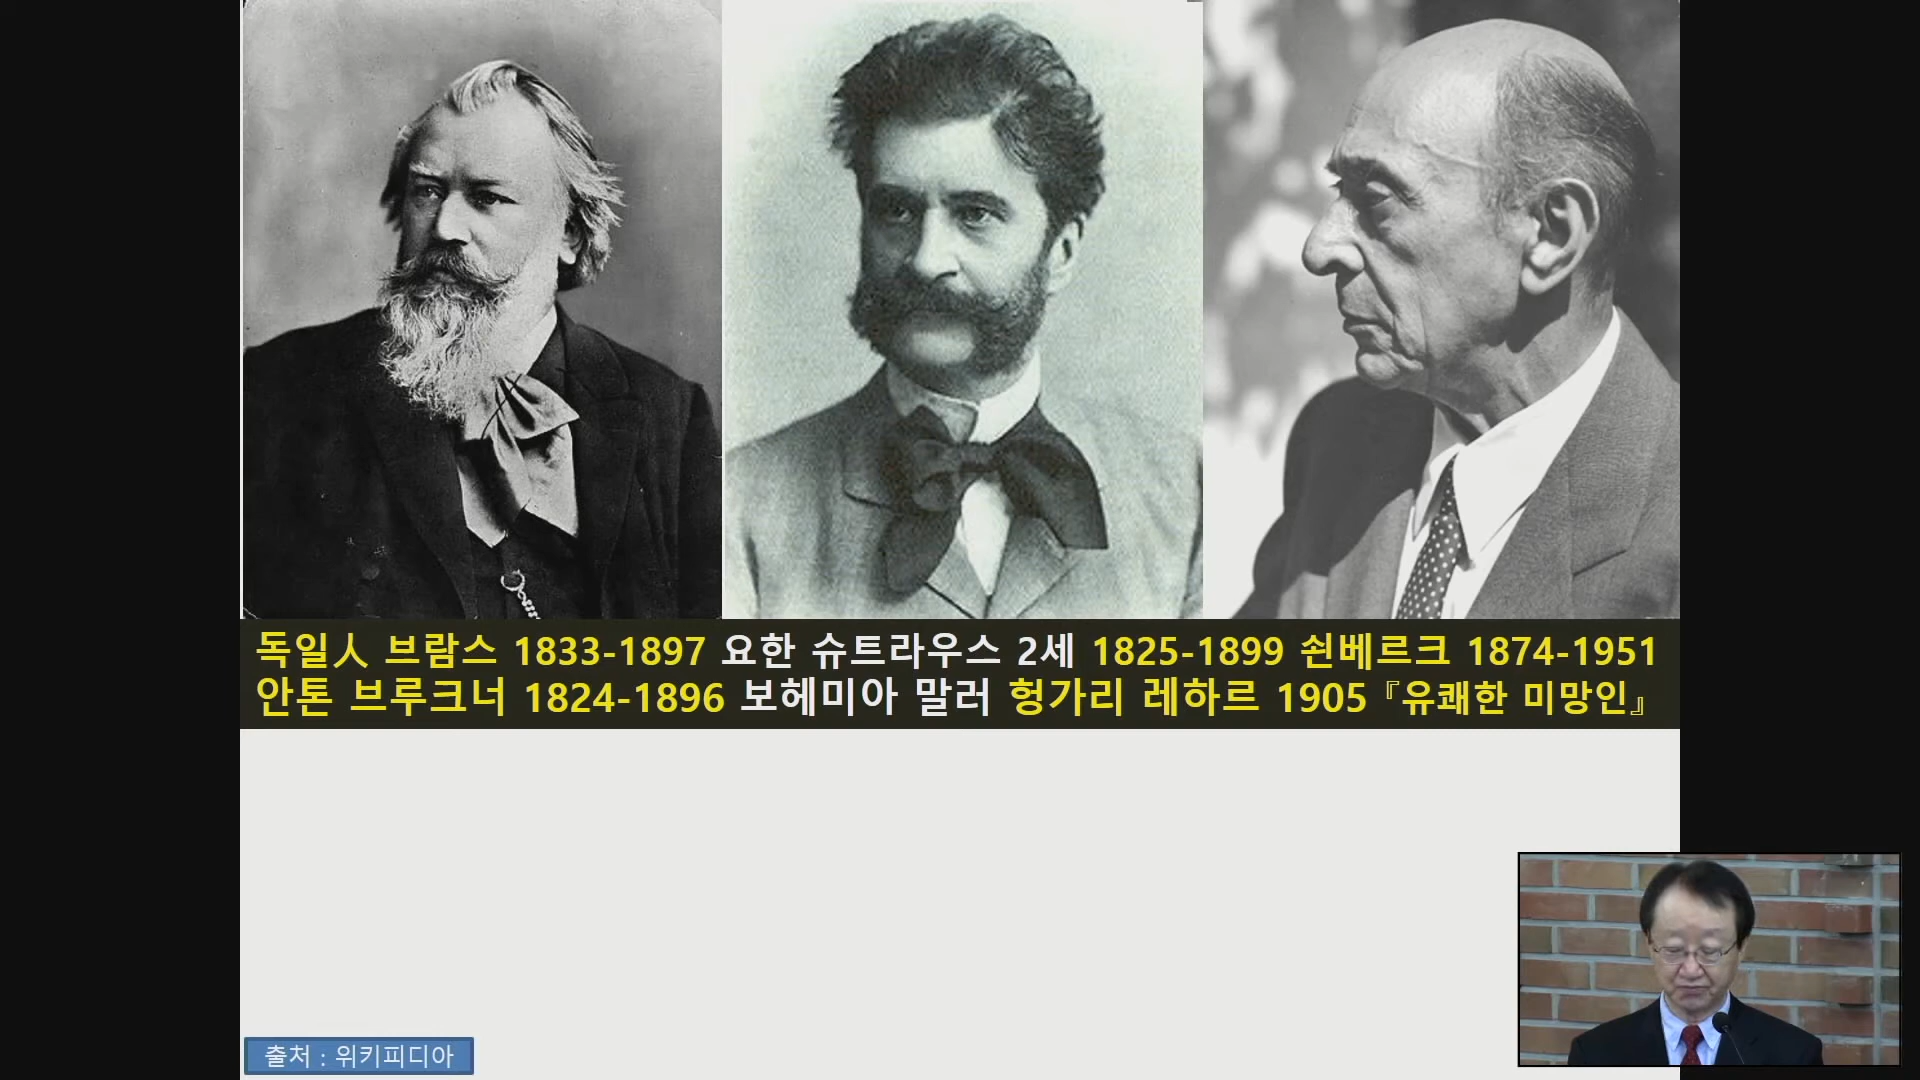 독일人 브람스 1833-1897 요한 슈트라우스 2세 1825-1899 쇤베르크 1874-1951
안톤 브루크너 1824-1896 보헤미아 말러 헝가리 레하르 1905『유쾌한 미망인』
출처 : 위키피디아